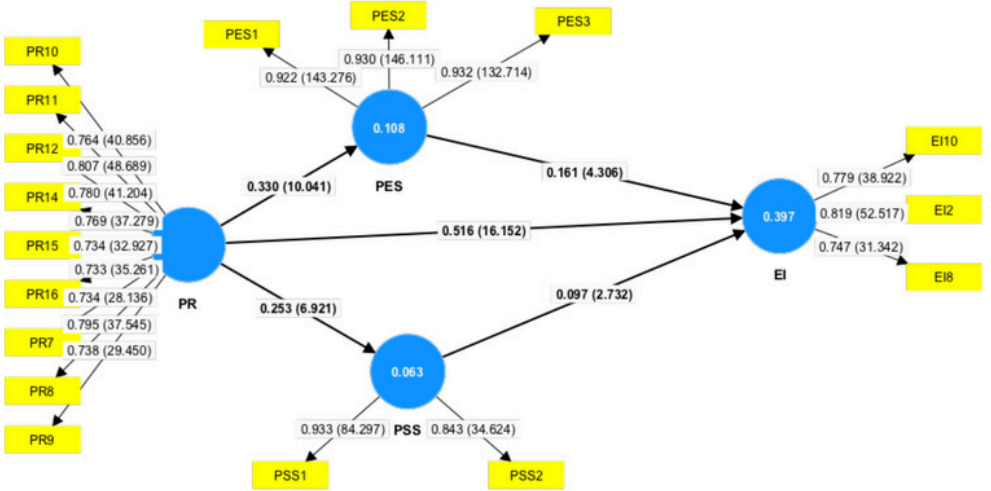 PES2
PES1
PES3
PR10
0.922 (143.276)
0.930 (146.111)
0.932 (132.714)
PR11
0.764 (40.856)
0.108
EI10
PR12
0.807 (48.689)
0.780 (41.204)
0.330 (10.041)
PES
0.161 (4.306)
0.779 (38.922)
PR14
0.769 (37.279)
0.397
0.819 (52.517)
EI2
PR15
0.734 (32.927)
0.516 (16.152)
0.747 (31.342)
0.733 (35.261)
EI
EI8
PR16
0.734 (28.136)
PR
0.253 (6.921)
0.097 (2.732)
0.795 (37.545)
PR7
0.738 (29.450)
0.063
PR8
PR9
0.933 (84.297)
PSS
0.843 (34.624)
PSS1
PSS2